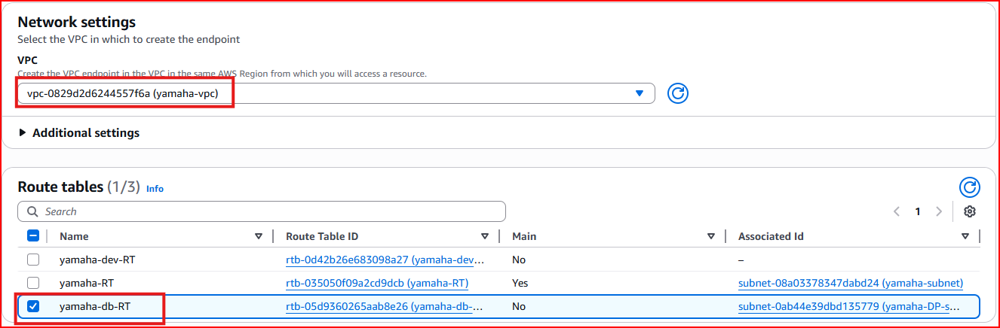 Network settings
Select the VPC in which to create the endpoint
VPC
Create the VPC endpoint in the VPC in the same AWS Region from which you will access a resource.
vpc-0829d2d6244557f6a (yamaha-vpc)
Additional settings
Route tables (1/3) Info
Search
1
Name Route Table ID Main Associated Id
yamaha-dev-RT rtb-0d42b26e683098a27 (yamaha-dev... No –
yamaha-RT rtb-035050f09a2cd9dcb (yamaha-RT) Yes subnet-08a03378347dabd24 (yamaha-subnet)
yamaha-db-RT rtb-05d9360265aab8e26 (yamaha-db-... No subnet-0ab44e39dbd135779 (yamaha-DP-s...